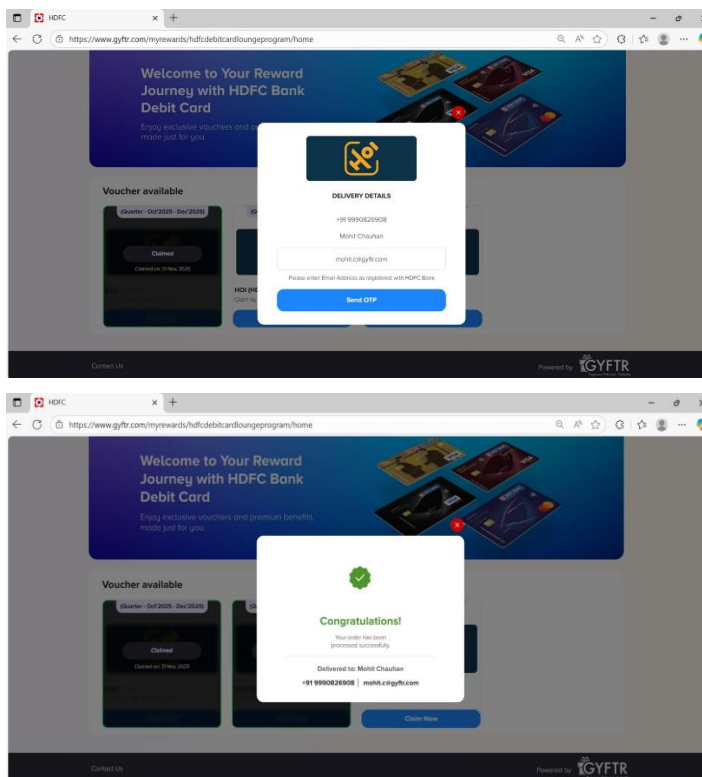 HDFC
https://www.gyftr.com/myrewards/hdfcdebitcardloungeprogram/home
Welcome to Your Reward
Journey with HDFC Bank
Debit Card
Enjoy exclusive vouchers and
made just for you.
Voucher available
(Quarter - Oct'2025 - Dec'2025)
Claimed
Claimed on: 21 Nov, 2025
DELIVERY DETAILS
+91 9990826908
Mohit Chauhan
mohit.c@gyftr.com
Please enter Email Address as registered with HDFC Bank
Send OTP
Contact Us
Powered by GYFTR
HDFC
https://www.gyftr.com/myrewards/hdfcdebitcardloungeprogram/home
Welcome to Your Reward
Journey with HDFC Bank
Debit Card
Enjoy exclusive vouchers and premium benefits,
made just for you.
Voucher available
(Quarter - Oct'2025 - Dec'2025)
Claimed
Claimed on: 21 Nov, 2025
Congratulations!
Your order has been
processed successfully.
Delivered to: Mohit Chauhan
+91 9990826908 | mohit.c@gyftr.com
Claim Now
Contact Us
Powered by GYFTR